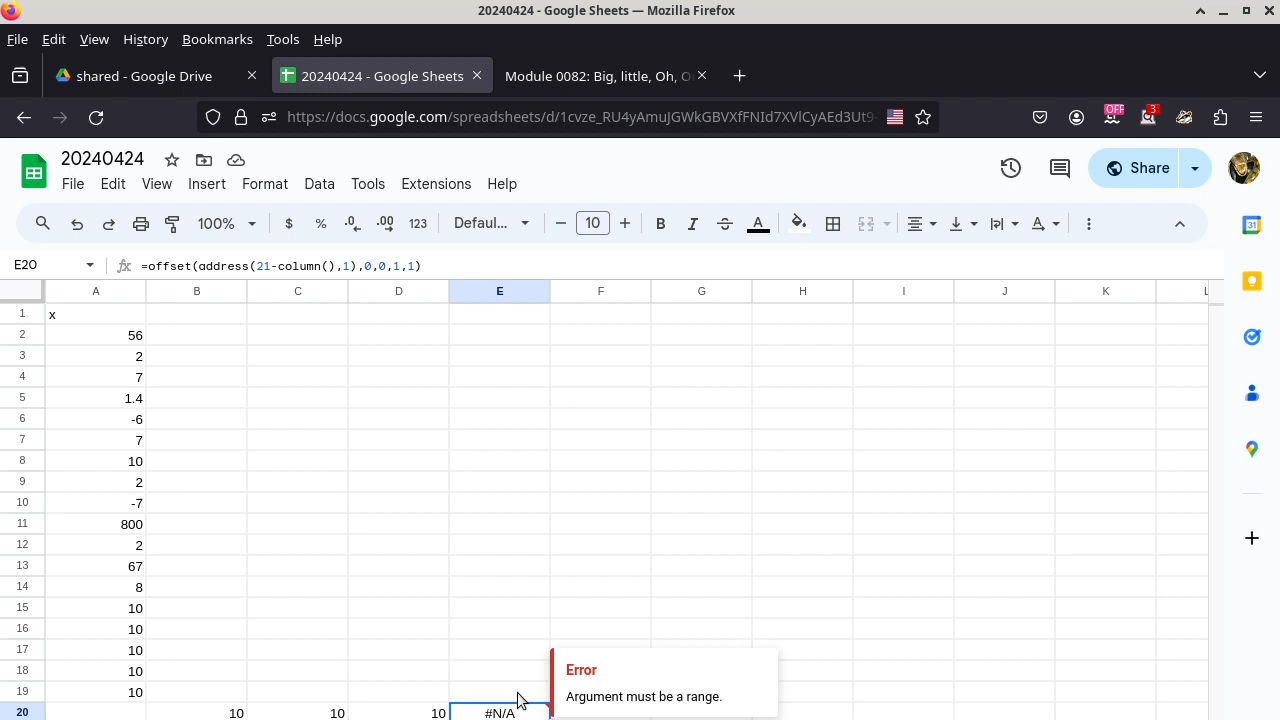 20240424 - Google Sheets — Mozilla Firefox
File Edit View History Bookmarks Tools Help
shared - Google Drive
20240424 - Google Sheets
Module 0082: Big, little, Oh, O
https://docs.google.com/spreadsheets/d/1cvze_RU4yAmuJGWkGBVXfFNId7XVlCyAEd3Ut9-
OFF
3
20240424
Share
File Edit View Insert Format Data Tools Extensions Help
100% $ % .0 .00 123 Defaul... 10 B I S A A
31
E20 fx =offset(address(21-column(),1),0,0,1,1)
A B C D E F G H I J K L
1 x
2 56
3 2
4 7
5 1.4
6 -6
7 7
8 10
9 2
10 -7
11 800
12 2
13 67
14 8
15 10
16 10
17 10
18 10
19 10
20 10 10 10 #N/A
Error
Argument must be a range.